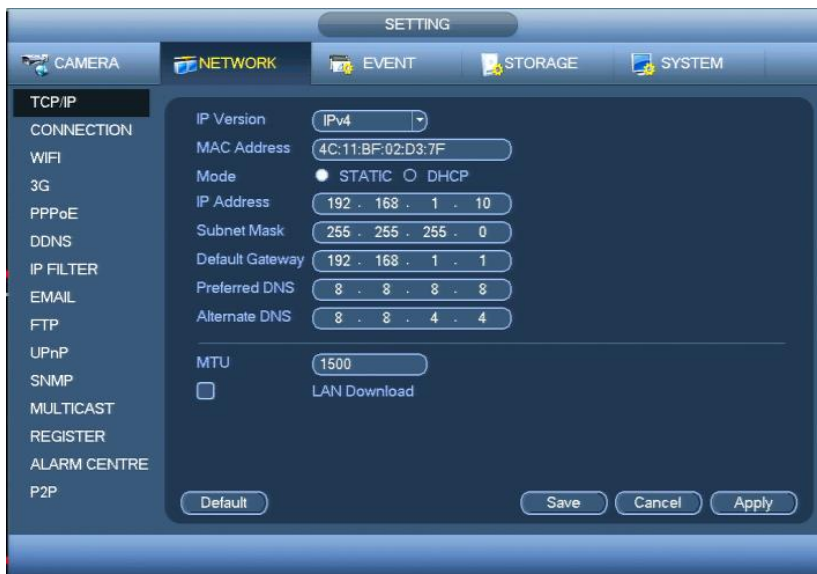 SETTING
CAMERA NETWORK EVENT STORAGE SYSTEM
TCP/IP
CONNECTION
WIFI
3G
PPPoE
DDNS
IP FILTER
EMAIL
FTP
UPnP
SNMP
MULTICAST
REGISTER
ALARM CENTRE
P2P
IP Version IPv4
MAC Address 4C:11:BF:02:D3:7F
Mode STATIC DHCP
IP Address 192 . 168 . 1 . 10
Subnet Mask 255 . 255 . 255 . 0
Default Gateway 192 . 168 . 1 . 1
Preferred DNS 8 . 8 . 8 . 8
Alternate DNS 8 . 8 . 4 . 4
MTU 1500
LAN Download
Default Save Cancel Apply